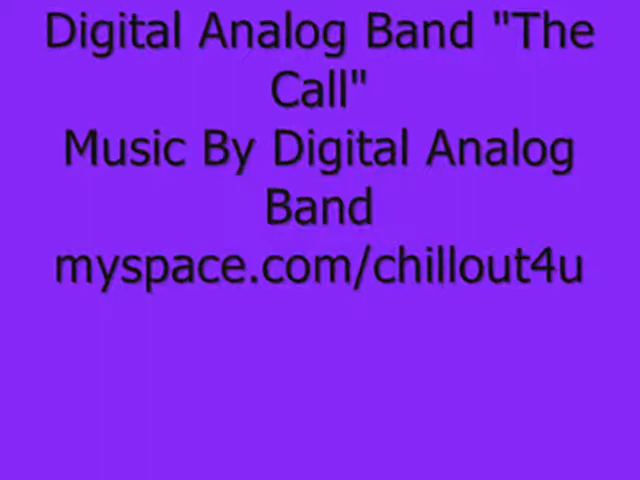 Digital Analog Band "The
Call"
Music By Digital Analog
Band
myspace.com/chillout4u